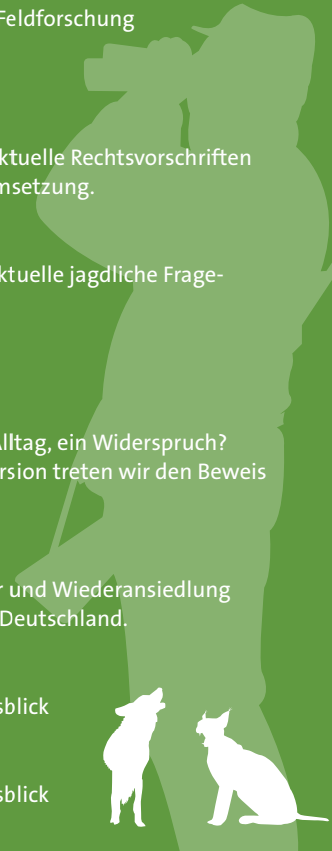 Feldforschung
ktuelle Rechtsvorschriften
msetzung.
ktuelle jagdliche Frage-
Alltag, ein Widerspruch?
rsion treten wir den Beweis
r und Wiederansiedlung
Deutschland.
sblick
sblick